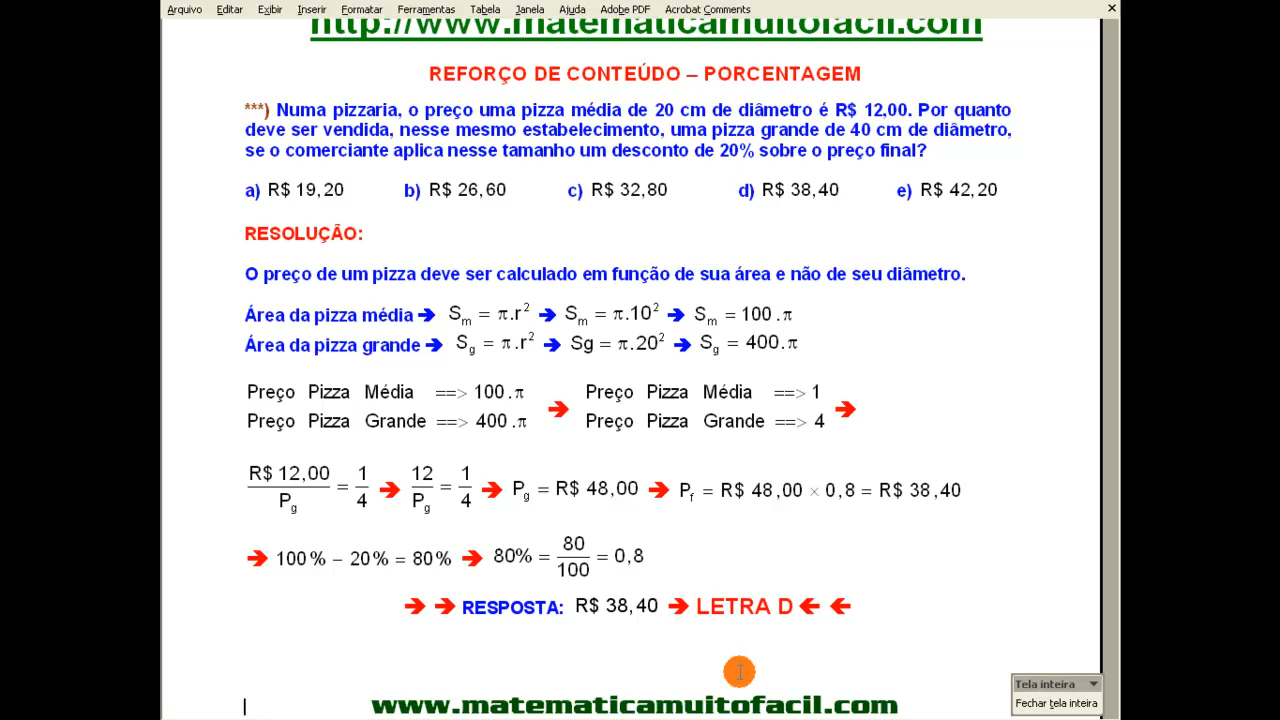 Arquivo Editar Exibir Inserir Formatar Ferramentas Tabela Janela Ajuda Adobe PDF Acrobat Comments
http://www.matematicamuitofacil.com
REFORÇO DE CONTEÚDO – PORCENTAGEM
***) Numa pizzaria, o preço uma pizza média de 20 cm de diâmetro é R$ 12,00. Por quanto
deve ser vendida, nesse mesmo estabelecimento, uma pizza grande de 40 cm de diâmetro,
se o comerciante aplica nesse tamanho um desconto de 20% sobre o preço final?
a) R$ 19,20 b) R$ 26,60 c) R$ 32,80 d) R$ 38,40 e) R$ 42,20
RESOLUÇÃO:
O preço de um pizza deve ser calculado em função de sua área e não de seu diâmetro.
Área da pizza média ➔ Sm = π.r² ➔ Sm = π.10² ➔ Sm = 100.π
Área da pizza grande ➔ Sg = π.r² ➔ Sg = π.20² ➔ Sg = 400.π
Preço Pizza Média ==> 100.π ➔ Preço Pizza Média ==> 1 ➔
Preço Pizza Grande ==> 400.π Preço Pizza Grande ==> 4
R$ 12,00/Pg = 1/4 ➔ 12/Pg = 1/4 ➔ Pg = R$ 48,00 ➔ Pf = R$ 48,00 × 0,8 = R$ 38,40
➔ 100% − 20% = 80% ➔ 80% = 80/100 = 0,8
➔ ➔ RESPOSTA: R$ 38,40 ➔ LETRA D 🡸 🡸
Tela inteira
Fechar tela inteira
www.matematicamuitofacil.com